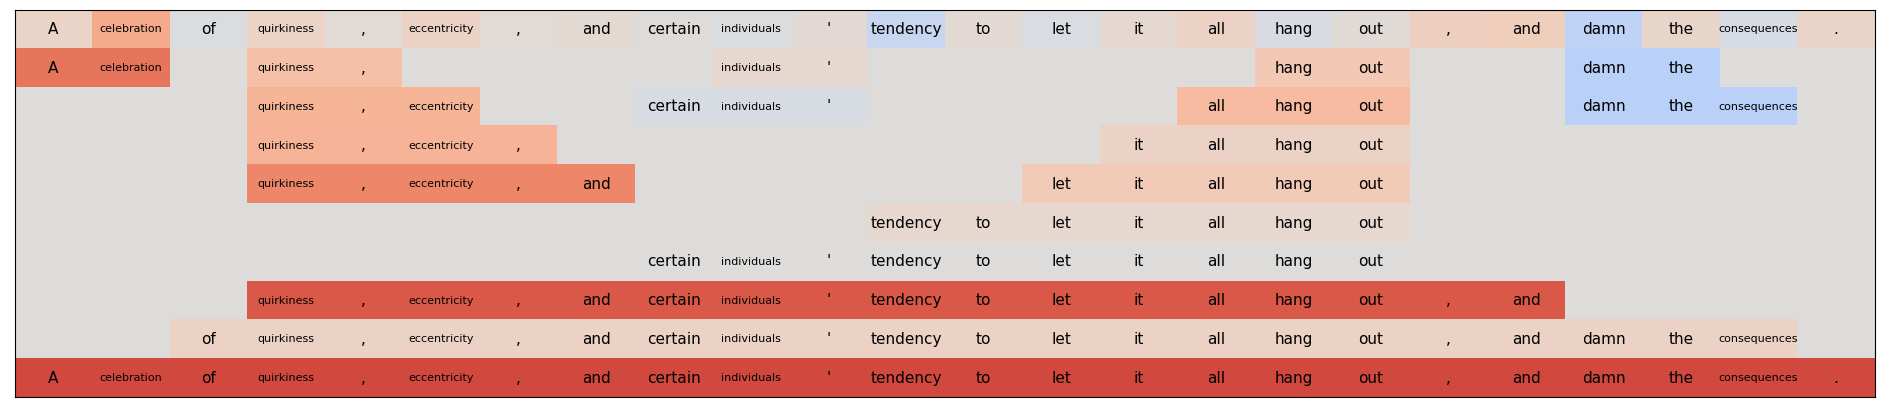 A celebration of quirkiness , eccentricity , and certain individuals ' tendency to let it all hang out , and damn the consequences .
A celebration quirkiness , individuals ' hang out damn the
quirkiness , eccentricity certain individuals ' all hang out damn the consequences
quirkiness , eccentricity , it all hang out
quirkiness , eccentricity , and let it all hang out
tendency to let it all hang out
certain individuals ' tendency to let it all hang out
quirkiness , eccentricity , and certain individuals ' tendency to let it all hang out , and
of quirkiness , eccentricity , and certain individuals ' tendency to let it all hang out , and damn the consequences
A celebration of quirkiness , eccentricity , and certain individuals ' tendency to let it all hang out , and damn the consequences .